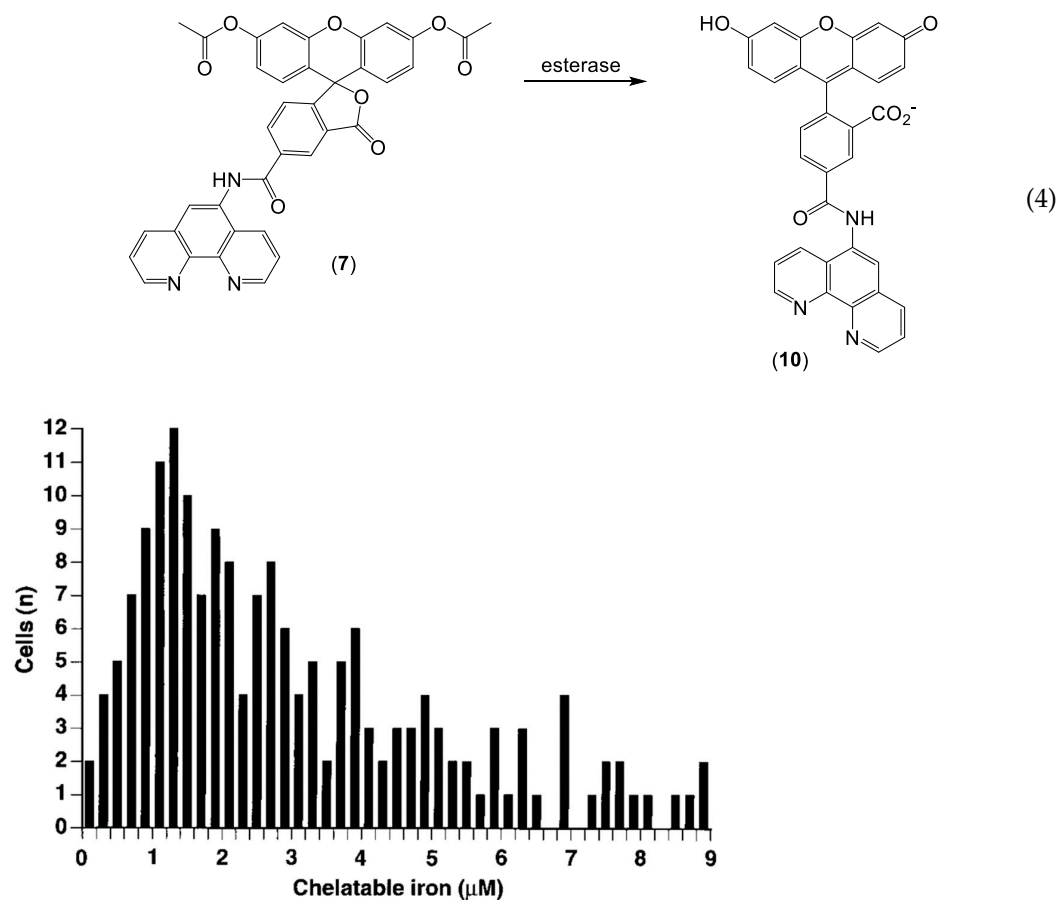 O O O
O O
esterase
HO O O
O
O
CO2-
HN
O
O NH
(4)
N N
(7)
N
N
(10)
12
11
10
9
8
7
6
5
4
3
2
1
0
Cells (n)
0 1 2 3 4 5 6 7 8 9
Chelatable iron (μM)